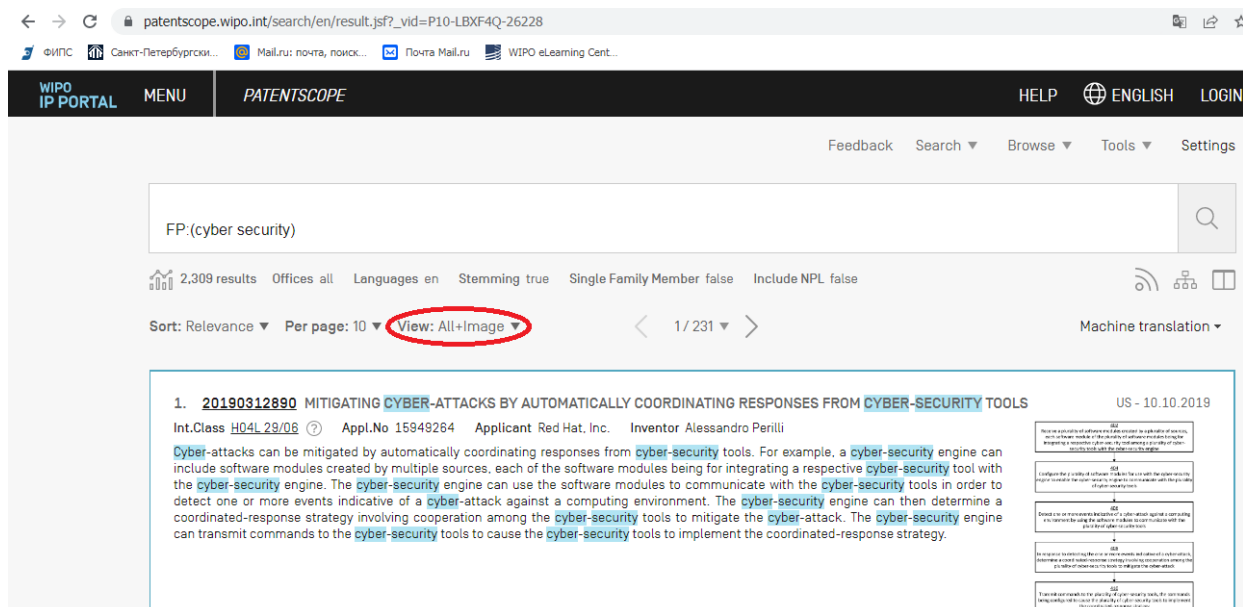 patentscope.wipo.int/search/en/result.jsf?_vid=P10-LBXF4Q-26228
ФИПС Санкт-Петербургски... Mail.ru: почта, поиск... Почта Mail.ru WIPO eLearning Cent...
WIPO
IP PORTAL MENU PATENTSCOPE HELP ENGLISH LOGIN
Feedback Search ▼ Browse ▼ Tools ▼ Settings
FP:(cyber security)
2,309 results Offices all Languages en Stemming true Single Family Member false Include NPL false
Sort: Relevance ▼ Per page: 10 ▼ View: All+Image ▼ 1 / 231 ▼ Machine translation ▾
1. 20190312890 MITIGATING CYBER-ATTACKS BY AUTOMATICALLY COORDINATING RESPONSES FROM CYBER-SECURITY TOOLS US - 10.10.2019
Int.Class H04L 29/06 ? Appl.No 15949264 Applicant Red Hat, Inc. Inventor Alessandro Perilli
Cyber-attacks can be mitigated by automatically coordinating responses from cyber-security tools. For example, a cyber-security engine can
include software modules created by multiple sources, each of the software modules being for integrating a respective cyber-security tool with
the cyber-security engine. The cyber-security engine can use the software modules to communicate with the cyber-security tools in order to
detect one or more events indicative of a cyber-attack against a computing environment. The cyber-security engine can then determine a
coordinated-response strategy involving cooperation among the cyber-security tools to mitigate the cyber-attack. The cyber-security engine
can transmit commands to the cyber-security tools to cause the cyber-security tools to implement the coordinated-response strategy.